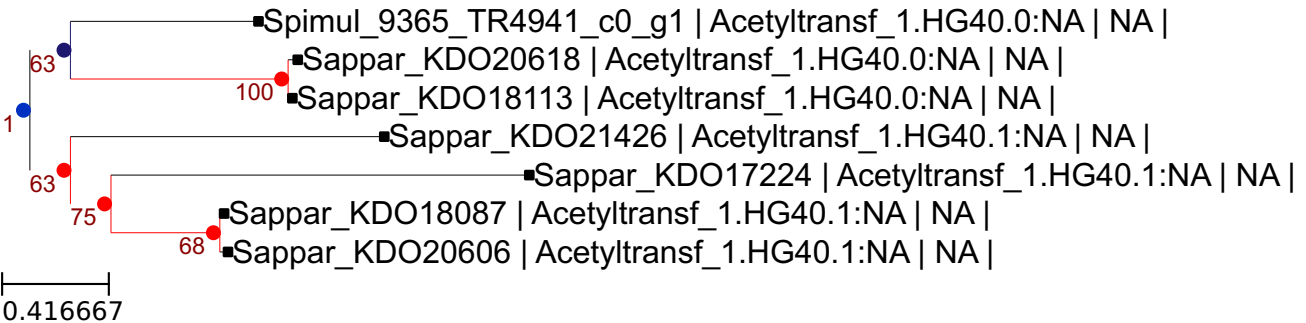 Spimul_9365_TR4941_c0_g1 | Acetyltransf_1.HG40.0:NA | NA |
63
Sappar_KDO20618 | Acetyltransf_1.HG40.0:NA | NA |
100
Sappar_KDO18113 | Acetyltransf_1.HG40.0:NA | NA |
1
Sappar_KDO21426 | Acetyltransf_1.HG40.1:NA | NA |
63
Sappar_KDO17224 | Acetyltransf_1.HG40.1:NA | NA |
75
Sappar_KDO18087 | Acetyltransf_1.HG40.1:NA | NA |
68
Sappar_KDO20606 | Acetyltransf_1.HG40.1:NA | NA |
0.416667